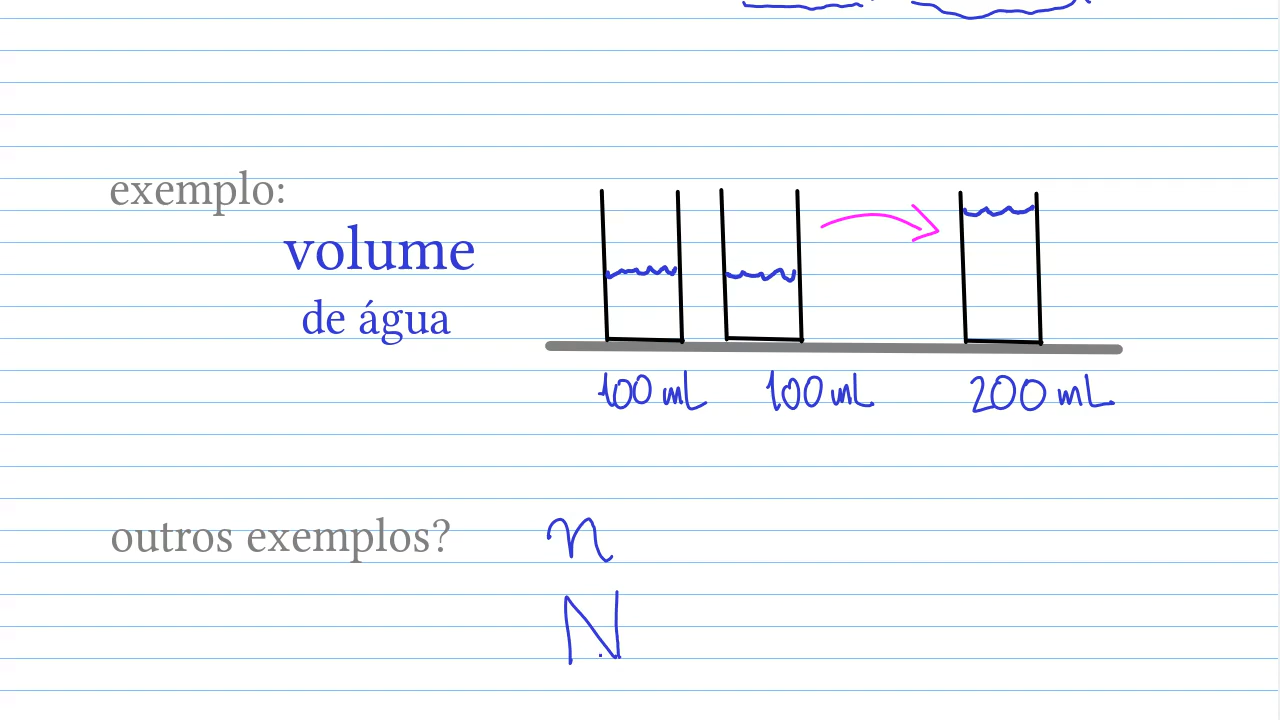 exemplo:
volume
de água
100 mL 100 mL 200 mL
outros exemplos? n
N